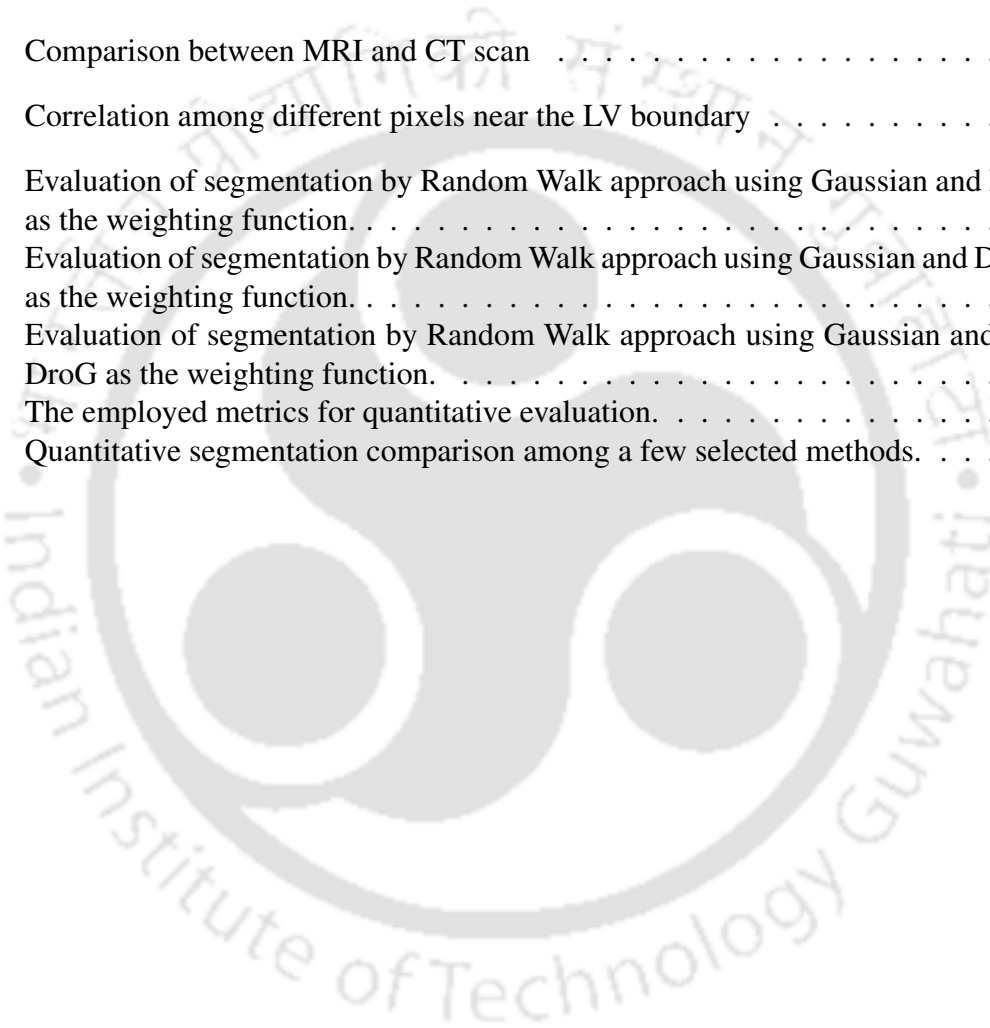 Comparison between MRI and CT scan . . . . . . . . . . . . . . . . . .
Correlation among different pixels near the LV boundary . . . . . . . . .
Evaluation of segmentation by Random Walk approach using Gaussian and
as the weighting function. . . . . . . . . . . . . . . . . . . . . . . . . . .
Evaluation of segmentation by Random Walk approach using Gaussian and D
as the weighting function. . . . . . . . . . . . . . . . . . . . . . . . . . .
Evaluation of segmentation by Random Walk approach using Gaussian and
DroG as the weighting function. . . . . . . . . . . . . . . . . . . . . . .
The employed metrics for quantitative evaluation. . . . . . . . . . . . . .
Quantitative segmentation comparison among a few selected methods. . . .
Indian Institute of Technology Guwahati